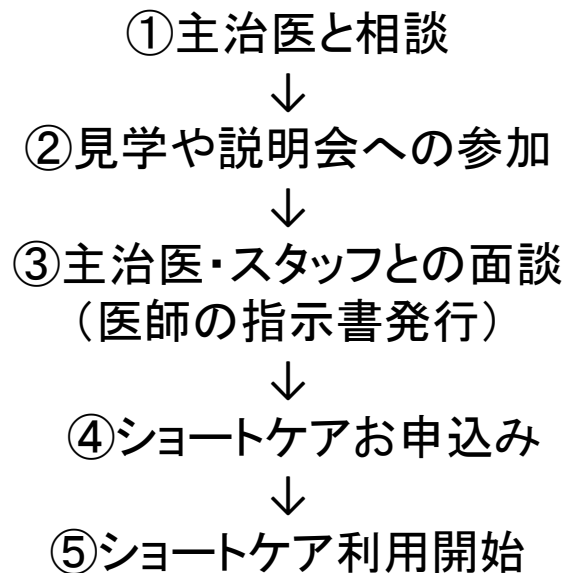 ①主治医と相談
↓
②見学や説明会への参加
↓
③主治医・スタッフとの面談
（医師の指示書発行）
↓
④ショートケアお申込み
↓
⑤ショートケア利用開始